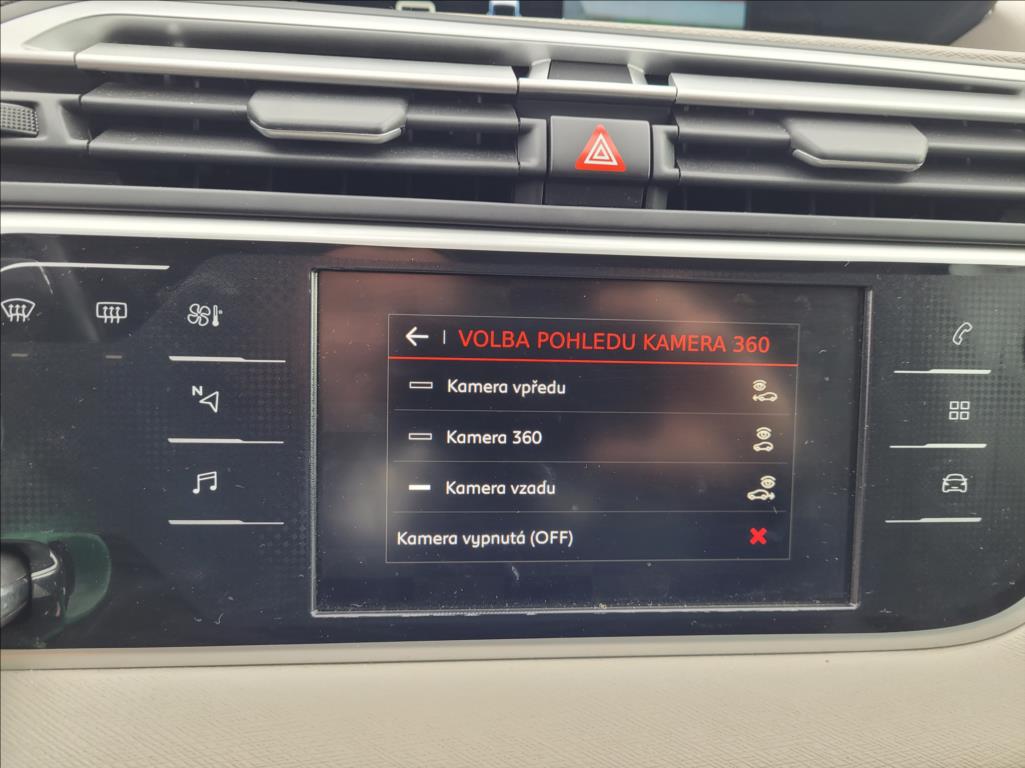 N
VOLBA POHLEDU KAMERA 360
Kamera vpředu
Kamera 360
Kamera vzadu
Kamera vypnutá (OFF)